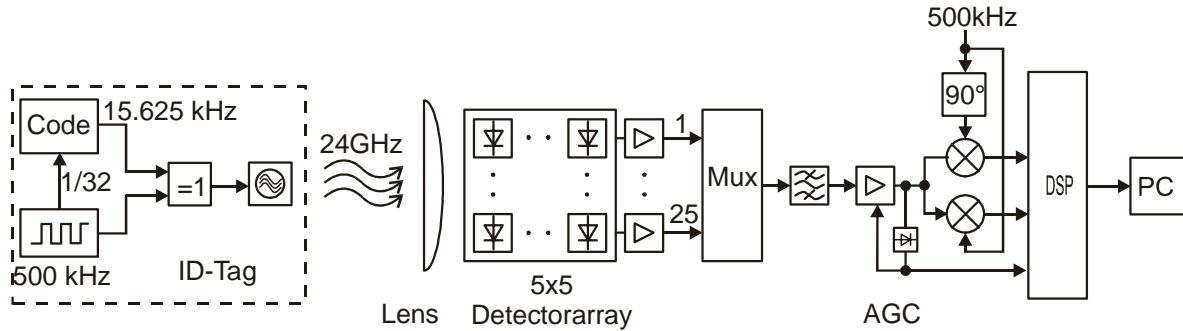 500kHz
Code
15.625 kHz
1/32
=1
500 kHz
ID-Tag
24GHz
Lens
5x5
Detectorarray
1
25
Mux
AGC
90°
DSP
PC